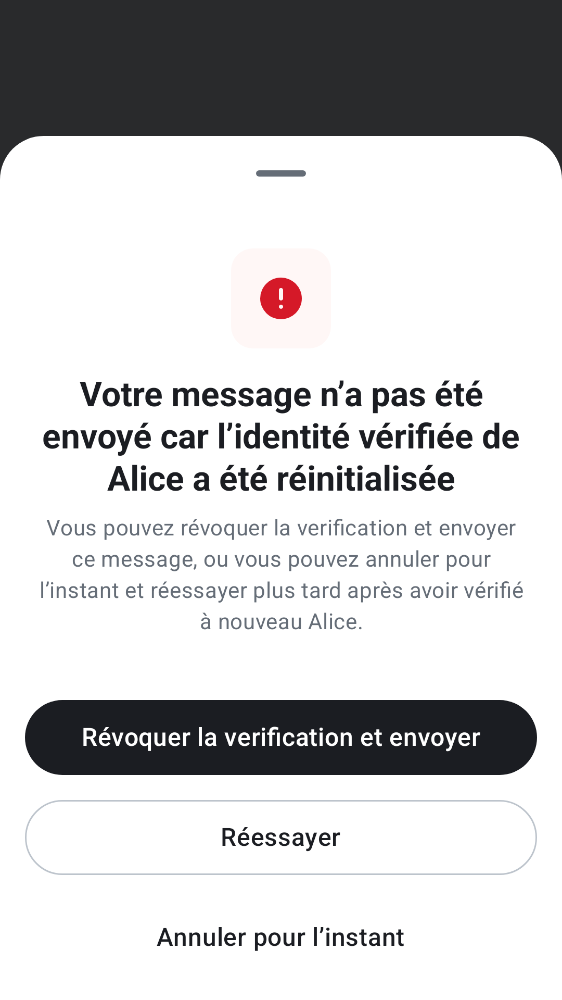 Votre message n’a pas été
envoyé car l’identité vérifiée de
Alice a été réinitialisée
Vous pouvez révoquer la verification et envoyer
ce message, ou vous pouvez annuler pour
l’instant et réessayer plus tard après avoir vérifié
à nouveau Alice.
Révoquer la verification et envoyer
Réessayer
Annuler pour l’instant